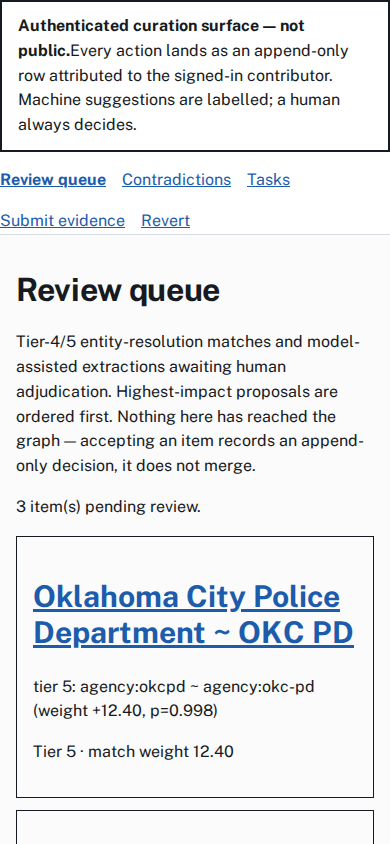 Authenticated curation surface — not
public.Every action lands as an append-only
row attributed to the signed-in contributor.
Machine suggestions are labelled; a human
always decides.
Review queue Contradictions Tasks
Submit evidence Revert
Review queue
Tier-4/5 entity-resolution matches and model-
assisted extractions awaiting human
adjudication. Highest-impact proposals are
ordered first. Nothing here has reached the
graph — accepting an item records an append-
only decision, it does not merge.
3 item(s) pending review.
Oklahoma City Police
Department ~ OKC PD
tier 5: agency:okcpd ~ agency:okc-pd
(weight +12.40, p=0.998)
Tier 5 · match weight 12.40